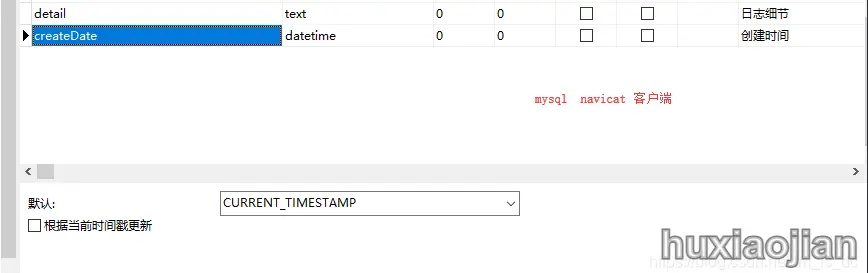 detail text 0 0 日志细节
createDate datetime 0 0 创建时间
mysql navicat 客户端
默认: CURRENT_TIMESTAMP
根据当前时间戳更新
huxiaojian